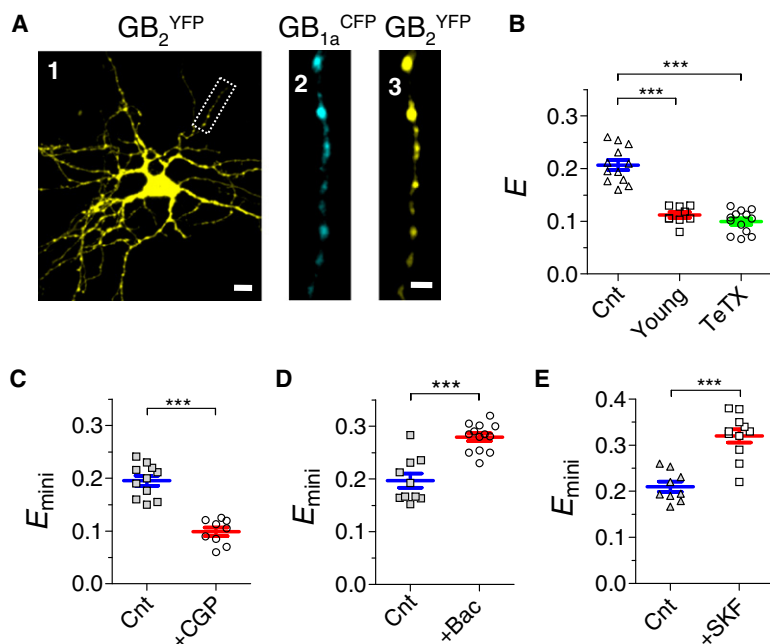 A
GB2YFP
GB1aCFP
GB2YFP
1
2
3
B
***
***
0.3
0.2
0.1
0.0
E
Cnt
Young
TeTX
C
***
0.3
0.2
0.1
0.0
Emini
Cnt
+CGP
D
***
0.3
0.2
0.1
0.0
Emini
Cnt
+Bac
E
***
0.4
0.3
0.2
0.1
0.0
Emini
Cnt
+SKF